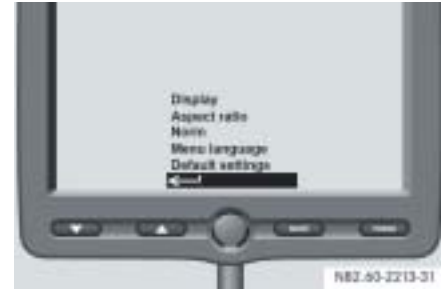 Display
Aspect ratio
Norm
Menu language
Default settings
N82.60-2213-31